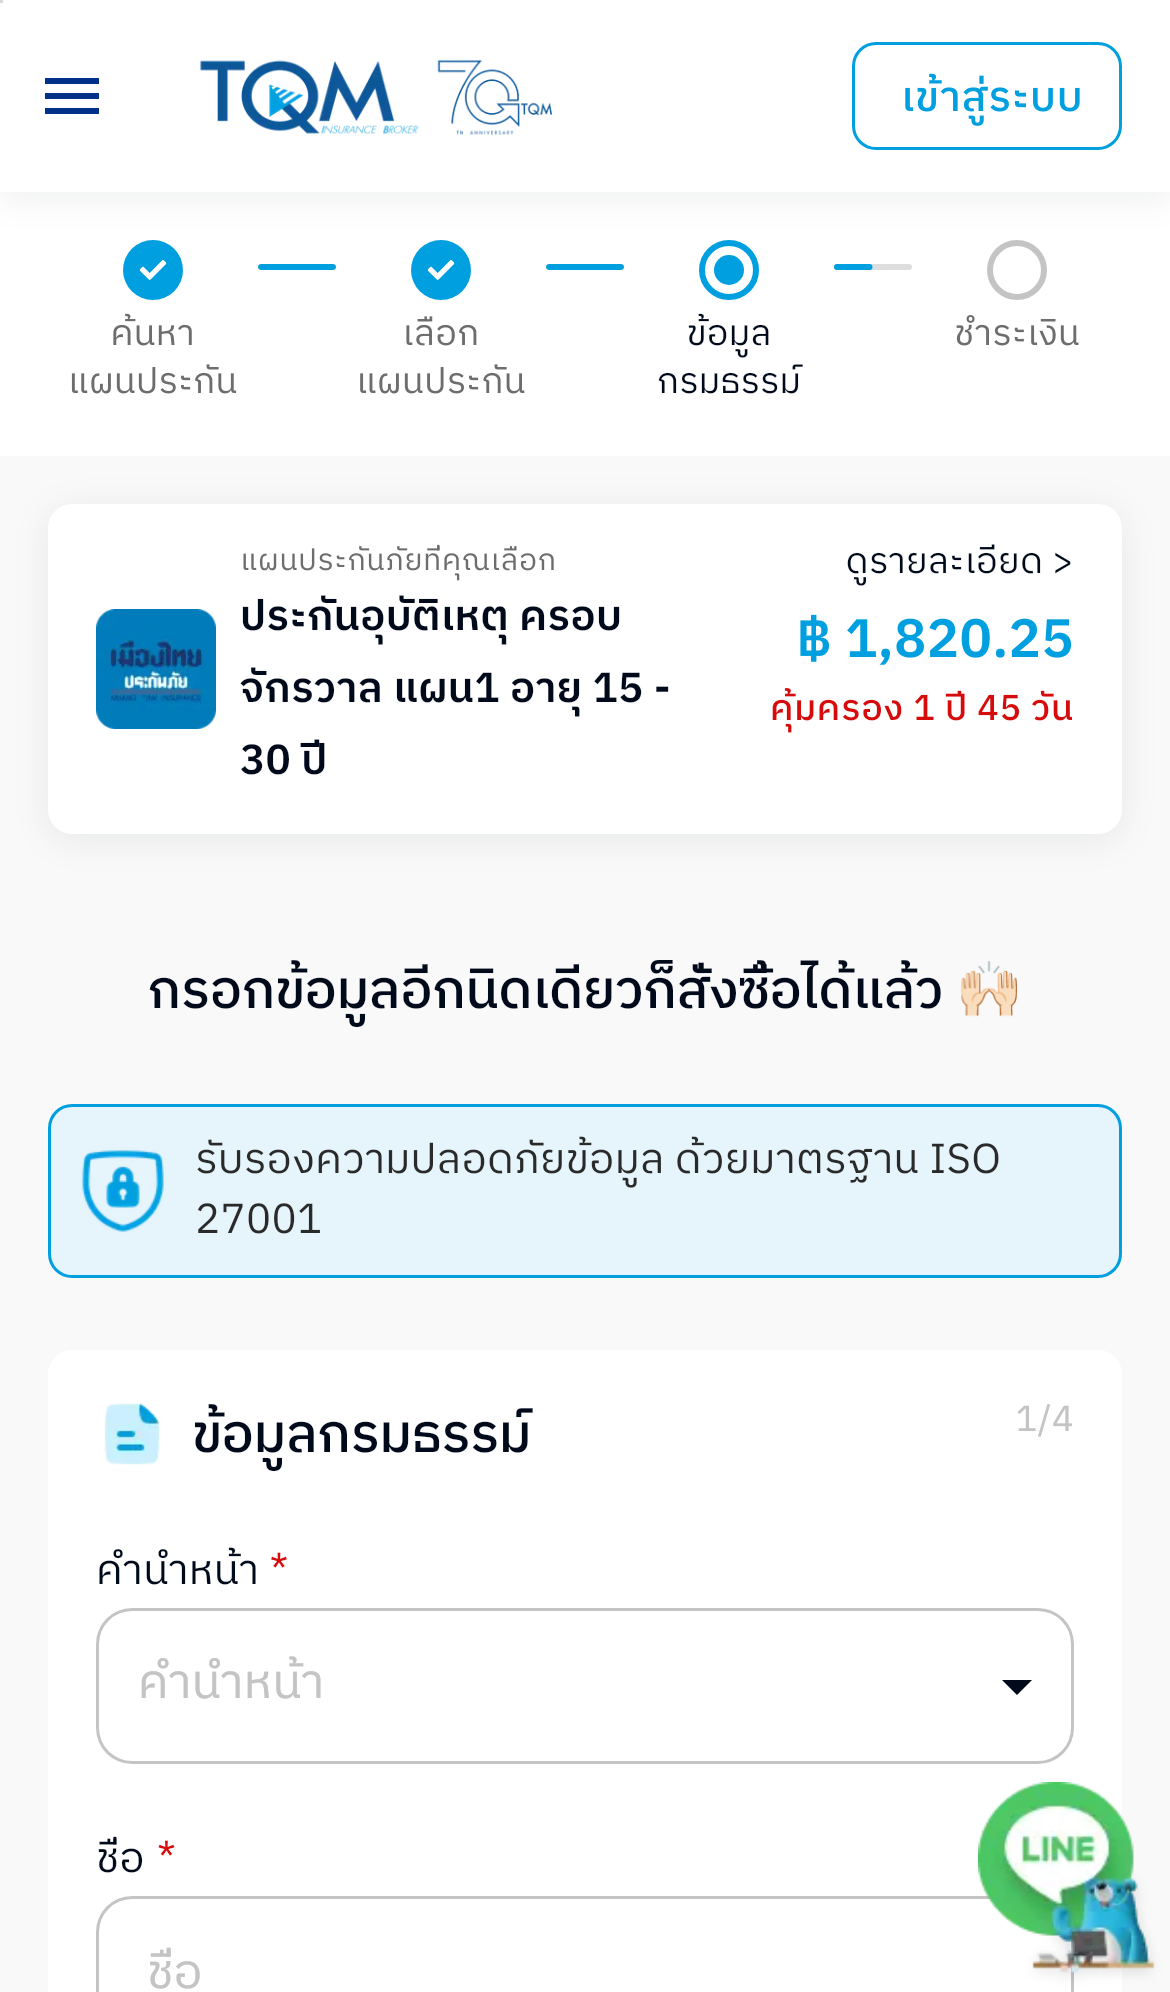 TQM
INSURANCE BROKER
70 TQM
TH ANNIVERSARY
เข้าสู่ระบบ
ค้นหา
แผนประกัน
เลือก
แผนประกัน
ข้อมูล
กรมธรรม์
ชำระเงิน
แผนประกันภัยที่คุณเลือก
ดูรายละเอียด >
เมืองไทย
ประกันภัย
MUANG THAI INSURANCE
ประกันอุบัติเหตุ ครอบ
จักรวาล แผน1 อายุ 15 -
30 ปี
฿ 1,820.25
คุ้มครอง 1 ปี 45 วัน
กรอกข้อมูลอีกนิดเดียวก็สั่งซื้อได้แล้ว 🙌🏻
รับรองความปลอดภัยข้อมูล ด้วยมาตรฐาน ISO
27001
ข้อมูลกรมธรรม์
1/4
คำนำหน้า *
คำนำหน้า
ชื่อ *
ชื่อ
LINE